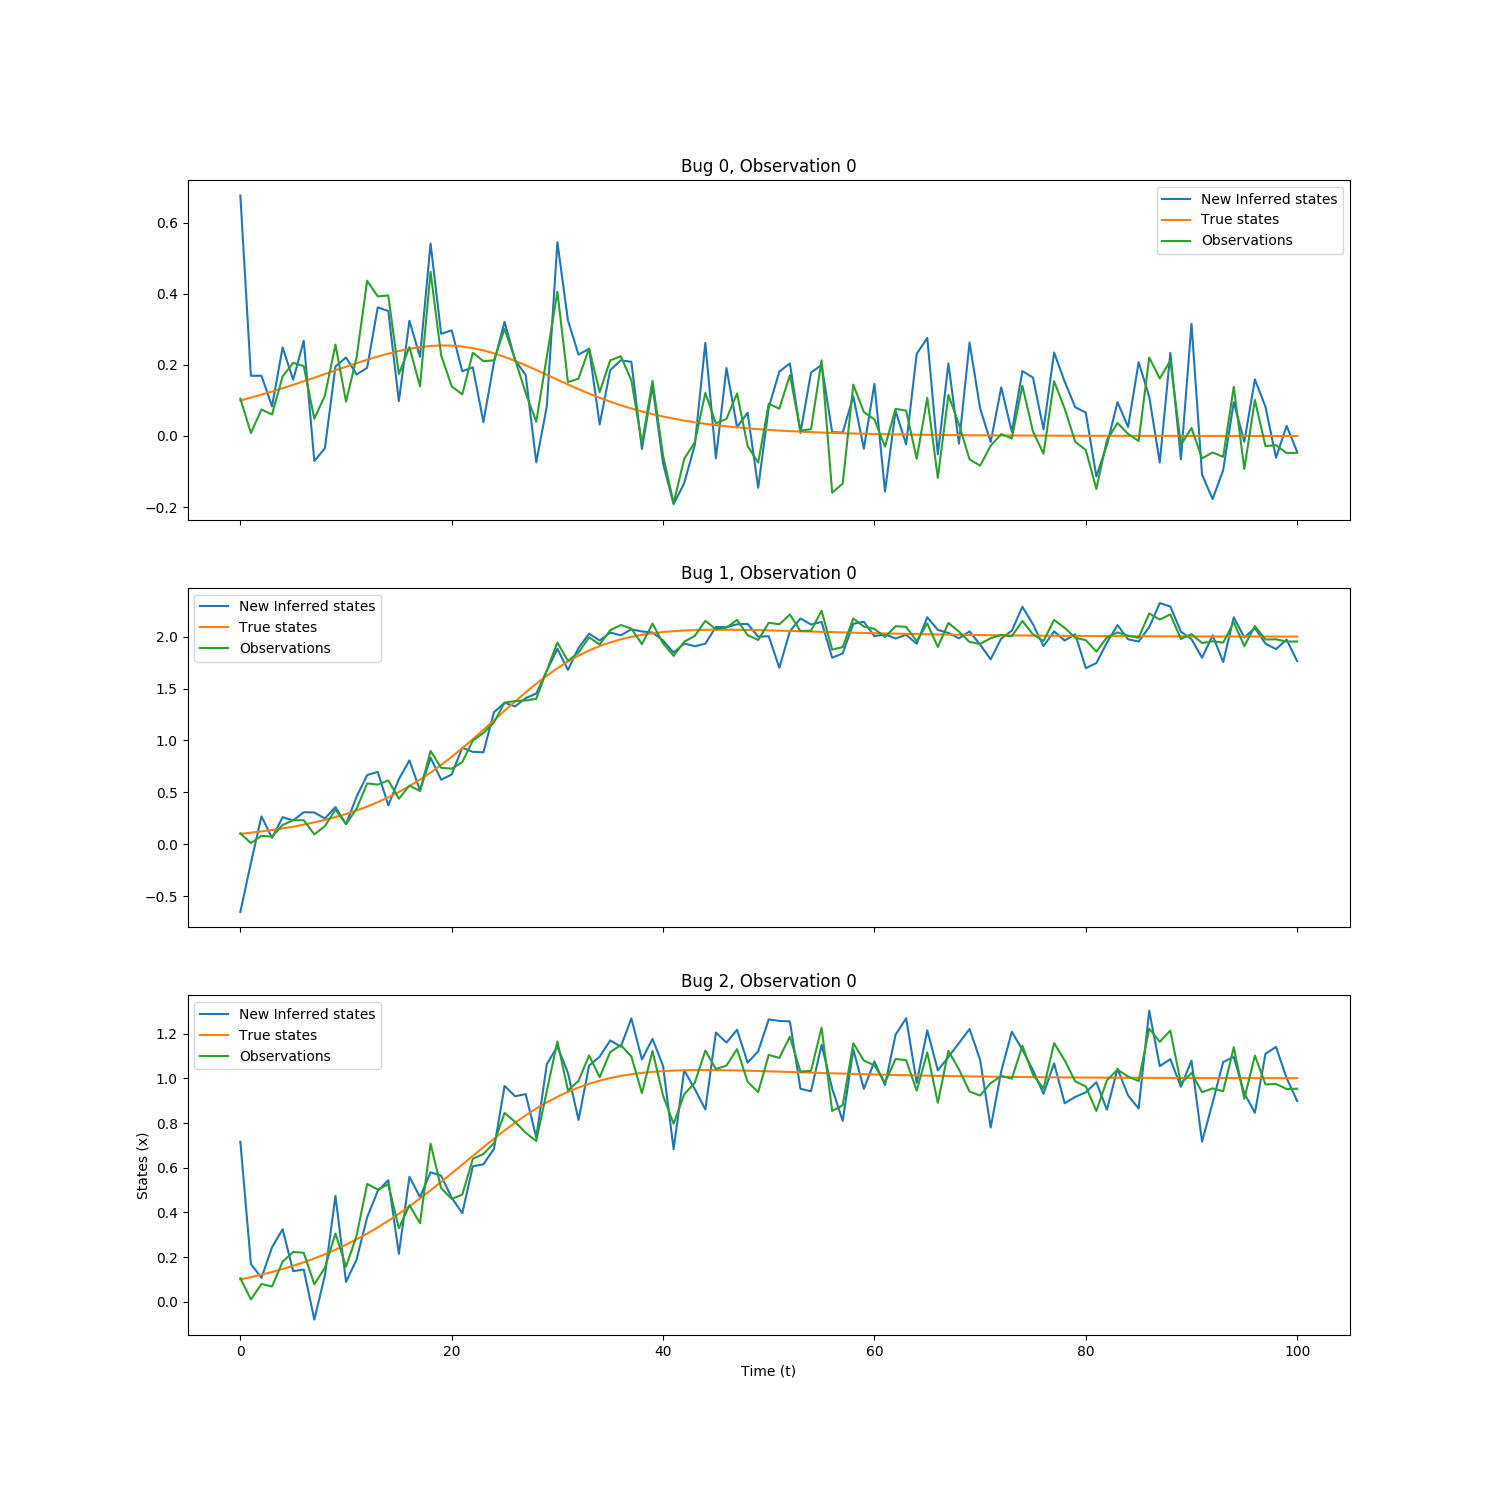 Bug 0, Observation 0
New Inferred states
True states
Observations
0.6
0.4
0.2
0.0
−0.2
Bug 1, Observation 0
New Inferred states
True states
Observations
2.0
1.5
1.0
0.5
0.0
−0.5
Bug 2, Observation 0
New Inferred states
True states
Observations
1.2
1.0
0.8
0.6
0.4
0.2
0.0
States (x)
0 20 40 60 80 100
Time (t)